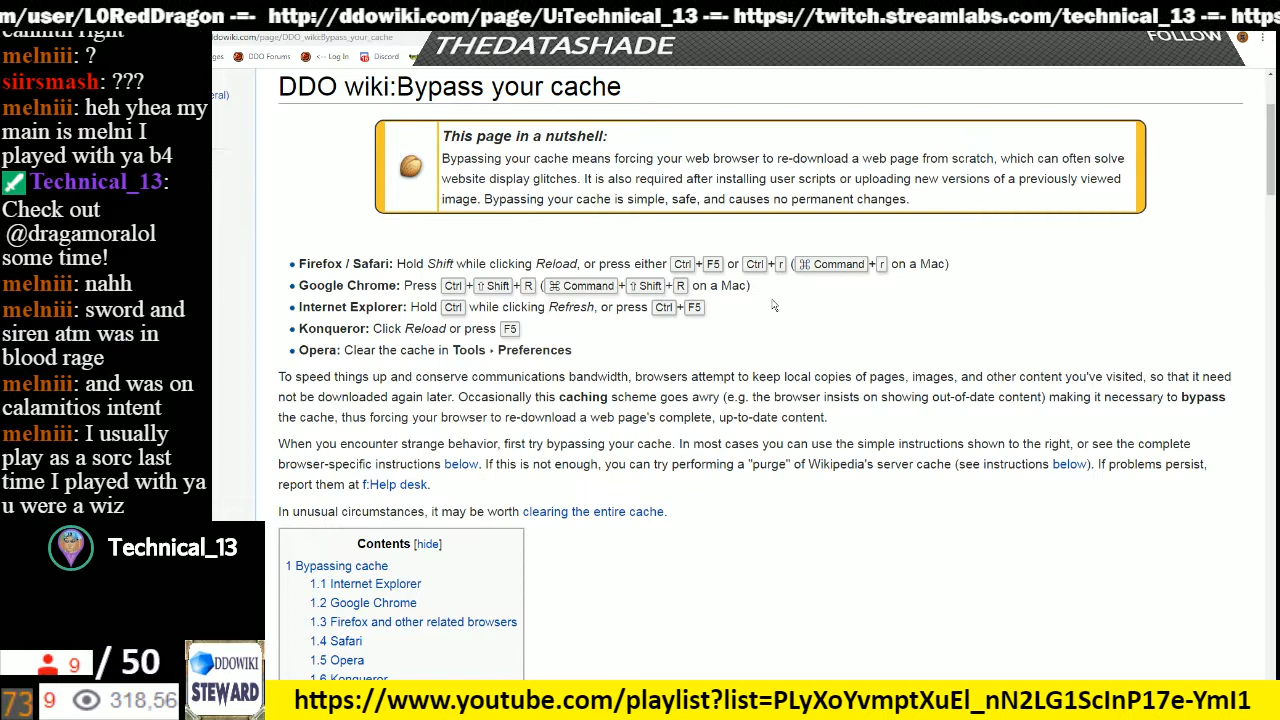 m/user/L0RedDragon -=- http://ddowiki.com/page/U:Technical_13 -=- https://twitch.streamlabs.com/technical_13 -=- https
right
melniii: ?
siirsmash: ???
melniii: heh yhea my
main is melni I
played with ya b4
Technical_13:
Check out
@dragamoralol
some time!
melniii: nahh
melniii: sword and
siren atm was in
blood rage
melniii: and was on
calamitios intent
melniii: I usually
play as a sorc last
time I played with ya
u were a wiz
Technical_13
9 / 50
73 9 318,56
DDOWIKI
STEWARD
dowiki.com/page/DDO_wiki:Bypass_your_cache
THEDATASHADE
FOLLOW
ges DDO Forums <-- Log In Discord
ral)
DDO wiki:Bypass your cache
This page in a nutshell:
Bypassing your cache means forcing your web browser to re-download a web page from scratch, which can often solve
website display glitches. It is also required after installing user scripts or uploading new versions of a previously viewed
image. Bypassing your cache is simple, safe, and causes no permanent changes.
• Firefox / Safari: Hold Shift while clicking Reload, or press either Ctrl+F5 or Ctrl+r (⌘ Command+r on a Mac)
• Google Chrome: Press Ctrl+⇧Shift+R (⌘ Command+⇧Shift+R on a Mac)
• Internet Explorer: Hold Ctrl while clicking Refresh, or press Ctrl+F5
• Konqueror: Click Reload or press F5
• Opera: Clear the cache in Tools ‣ Preferences
To speed things up and conserve communications bandwidth, browsers attempt to keep local copies of pages, images, and other content you've visited, so that it need
not be downloaded again later. Occasionally this caching scheme goes awry (e.g. the browser insists on showing out-of-date content) making it necessary to bypass
the cache, thus forcing your browser to re-download a web page's complete, up-to-date content.
When you encounter strange behavior, first try bypassing your cache. In most cases you can use the simple instructions shown to the right, or see the complete
browser-specific instructions below. If this is not enough, you can try performing a "purge" of Wikipedia's server cache (see instructions below). If problems persist,
report them at f:Help desk.
In unusual circumstances, it may be worth clearing the entire cache.
Contents [hide]
1 Bypassing cache
1.1 Internet Explorer
1.2 Google Chrome
1.3 Firefox and other related browsers
1.4 Safari
1.5 Opera
1.6 Konqueror
https://www.youtube.com/playlist?list=PLyXoYvmptXuEl_nN2LG1ScInP17e-YmI1